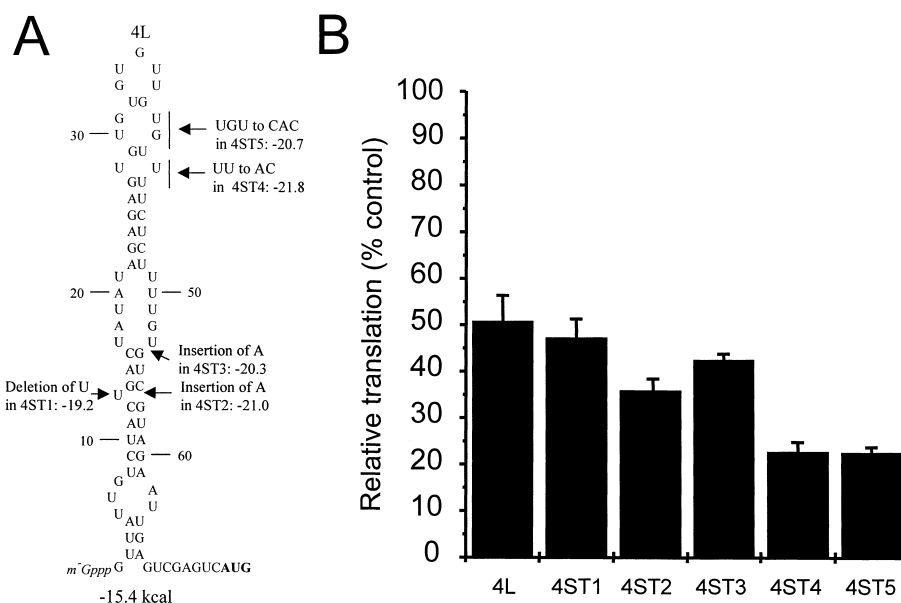 A
4L
G
U U
G U
UG
G U
30 U G
UGU to CAC
in 4ST5: -20.7
GU
U U
UU to AC
in 4ST4: -21.8
GU
AU
GC
AU
GC
AU
U U
20 A U 50
U U
A G
U U
CG
Insertion of A
in 4ST3: -20.3
AU
GC
Deletion of U
in 4ST1: -19.2
U
Insertion of A
in 4ST2: -21.0
CG
AU
10 UA
CG 60
UA
G A
U U
U
AU
UG
UA
m7Gppp G GUCGAGUCAUG
-15.4 kcal
B
Relative translation (% control)
100
90
80
70
60
50
40
30
20
10
0
4L 4ST1 4ST2 4ST3 4ST4 4ST5